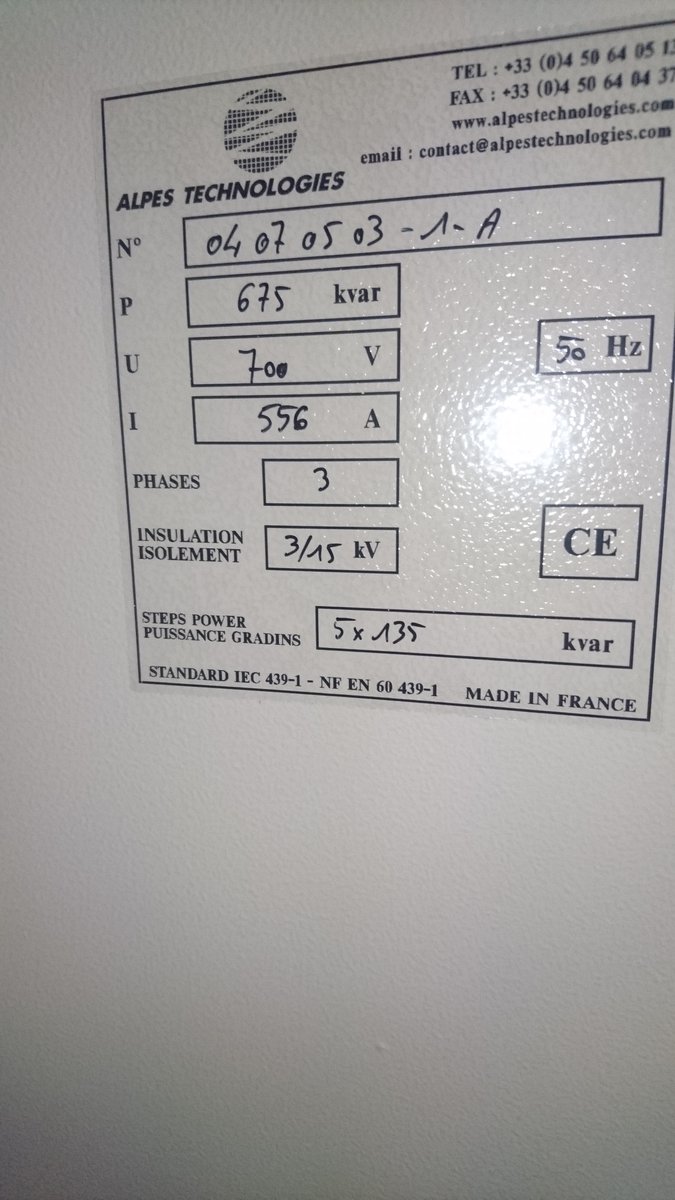 TEL : +33 (0)4 50 64 05 13
FAX : +33 (0)4 50 64 04 37
www.alpestechnologies.com
email : contact@alpestechnologies.com
ALPES TECHNOLOGIES
N° 04 07 05 03 - 1 - A
P 675 kvar
U 700 V 50 Hz
I 556 A
PHASES 3
INSULATION
ISOLEMENT 3/15 kV CE
STEPS POWER
PUISSANCE GRADINS 5 x 135 kvar
STANDARD IEC 439-1 - NF EN 60 439-1 MADE IN FRANCE